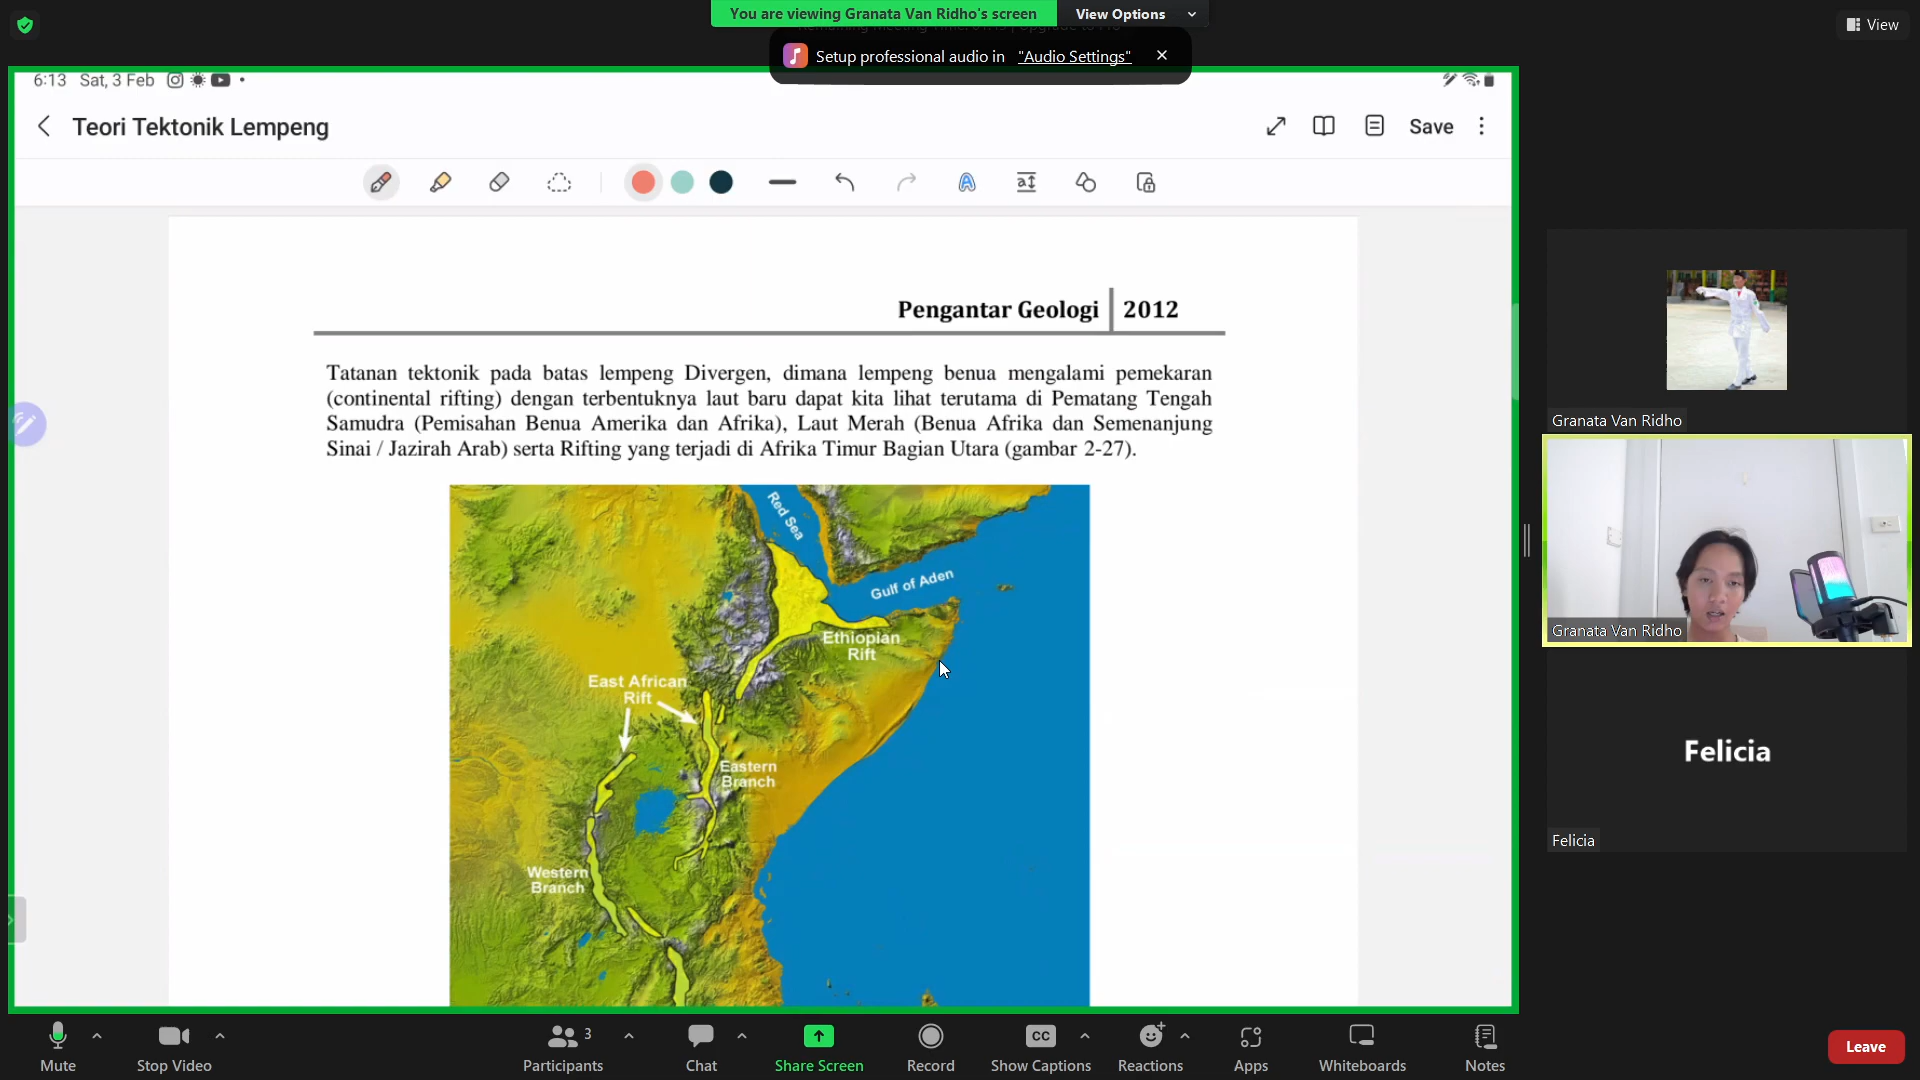 You are viewing Granata Van Ridho's screen
View Options
View
Setup professional audio in "Audio Settings"
6:13 Sat, 3 Feb
Teori Tektonik Lempeng
Save
Pengantar Geologi 2012
Tatanan tektonik pada batas lempeng Divergen, dimana lempeng benua mengalami pemekaran
(continental rifting) dengan terbentuknya laut baru dapat kita lihat terutama di Pematang Tengah
Samudra (Pemisahan Benua Amerika dan Afrika), Laut Merah (Benua Afrika dan Semenanjung
Sinai / Jazirah Arab) serta Rifting yang terjadi di Afrika Timur Bagian Utara (gambar 2-27).
Red Sea
Gulf of Aden
Ethiopian
Rift
East African
Rift
Eastern
Branch
Western
Branch
Granata Van Ridho
Granata Van Ridho
Felicia
Felicia
Mute
Stop Video
Participants
3
Chat
Share Screen
Record
CC
Show Captions
Reactions
Apps
Whiteboards
Notes
Leave